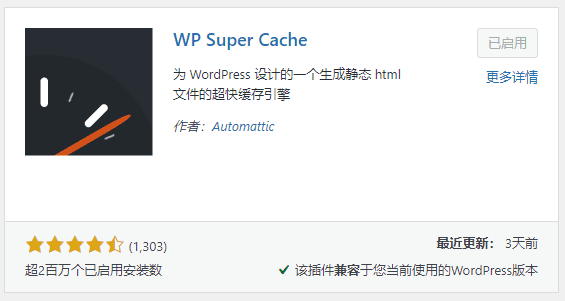 WP Super Cache
已启用
为 WordPress 设计的一个生成静态 html
文件的超快缓存引擎
更多详情
作者：Automattic
(1,303)
最近更新： 3天前
超2百万个已启用安装数
该插件兼容于您当前使用的WordPress版本